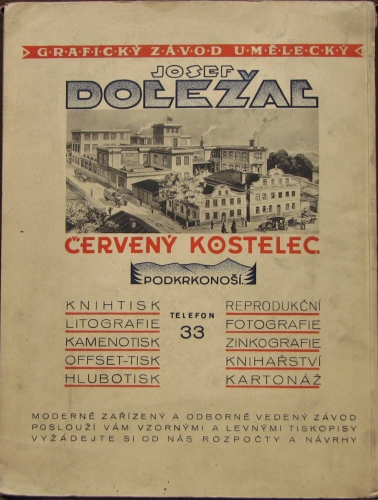 GRAFICKÝ ZÁVOD UMĚLECKÝ
JOSEF
DOLEŽAL
ČERVENÝ KOSTELEC.
PODKRKONOŠÍ.
KNIHTISK
LITOGRAFIE
KAMENOTISK
OFFSET-TISK
HLUBOTISK
TELEFON
33
REPRODUKČNÍ
FOTOGRAFIE
ZINKOGRAFIE
KNIHAŘSTVÍ
KARTONÁŽ
MODERNĚ ZAŘÍZENÝ A ODBORNĚ VEDENÝ ZÁVOD
POSLOUŽÍ VÁM VZORNÝMI A LEVNÝMI TISKOPISY
VYŽÁDEJTE SI OD NÁS ROZPOČTY A NÁVRHY